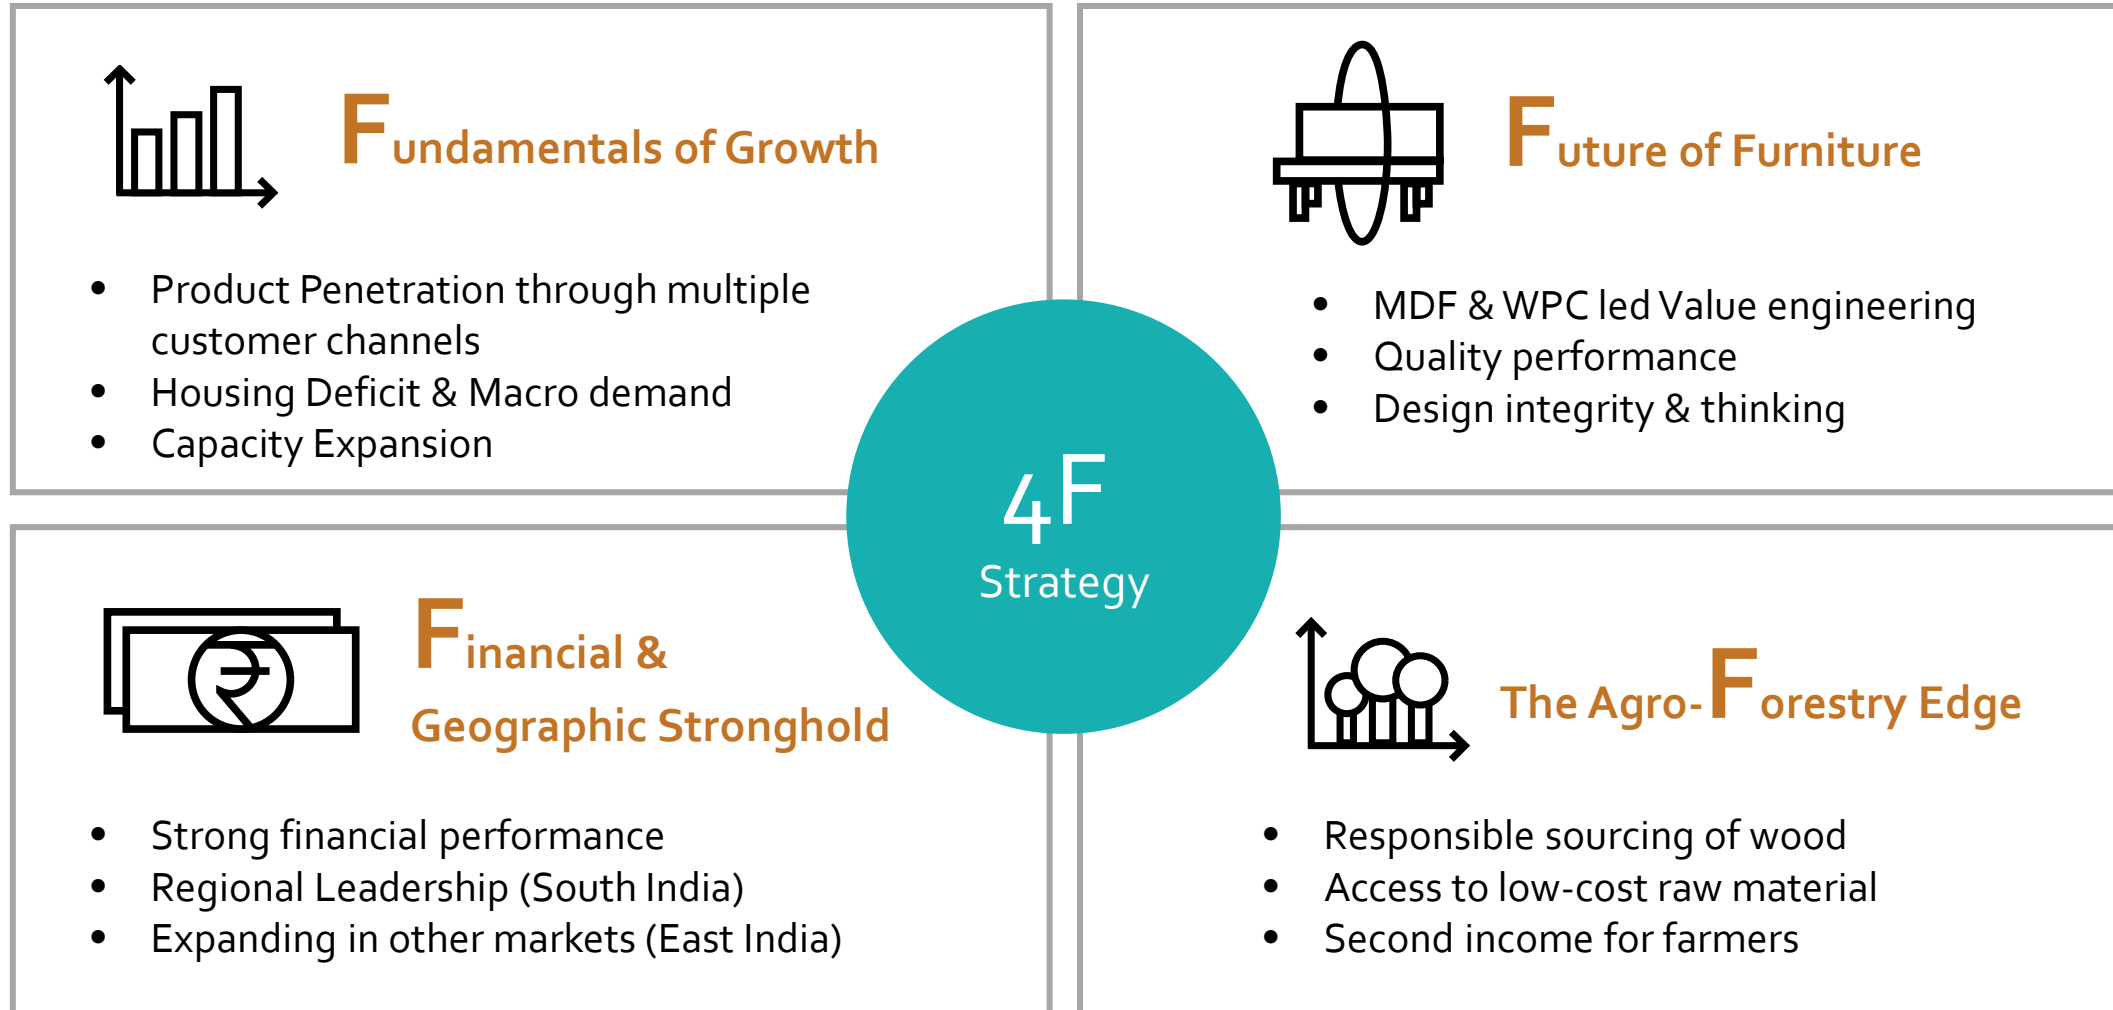 Fundamentals of Growth
• Product Penetration through multiple
customer channels
• Housing Deficit & Macro demand
• Capacity Expansion
Future of Furniture
• MDF & WPC led Value engineering
• Quality performance
• Design integrity & thinking
4F
Strategy
Financial &
Geographic Stronghold
• Strong financial performance
• Regional Leadership (South India)
• Expanding in other markets (East India)
The Agro-Forestry Edge
• Responsible sourcing of wood
• Access to low-cost raw material
• Second income for farmers